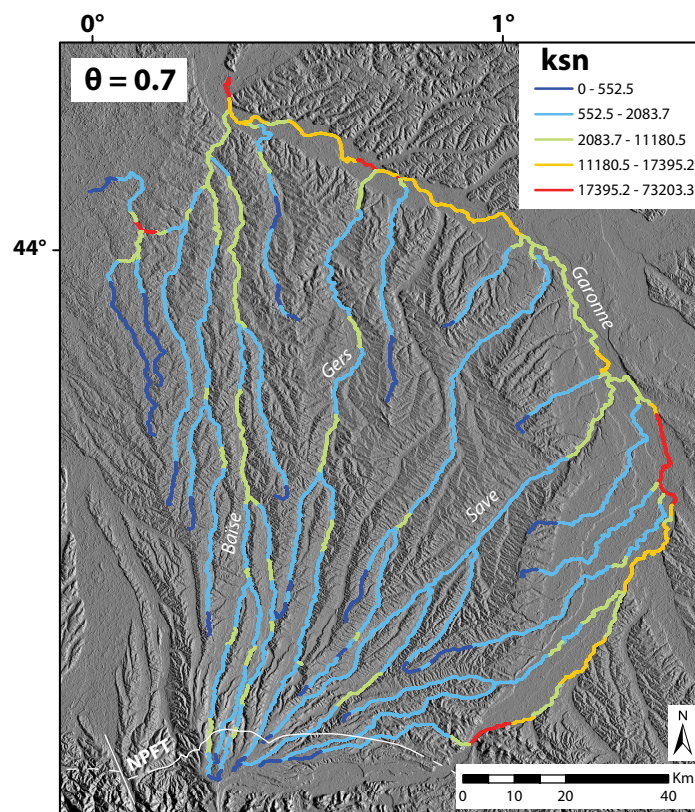 0° 1°
θ = 0.7
ksn
0 - 552.5
552.5 - 2083.7
2083.7 - 11180.5
11180.5 - 17395.2
17395.2 - 73203.3
44°
Garonne
Gers
Save
Baïse
NPFT
N
Km
0 10 20 40